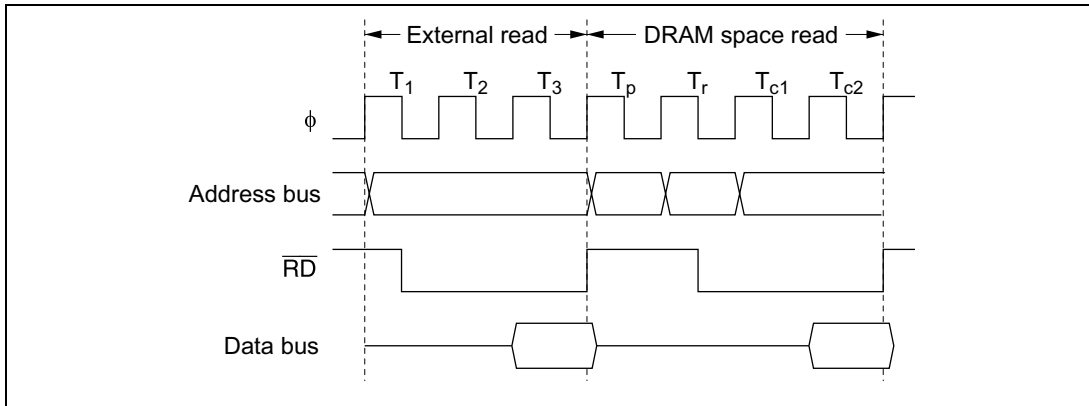 External read DRAM space read
T1 T2 T3 Tp Tr Tc1 Tc2
ϕ
Address bus
RD
Data bus